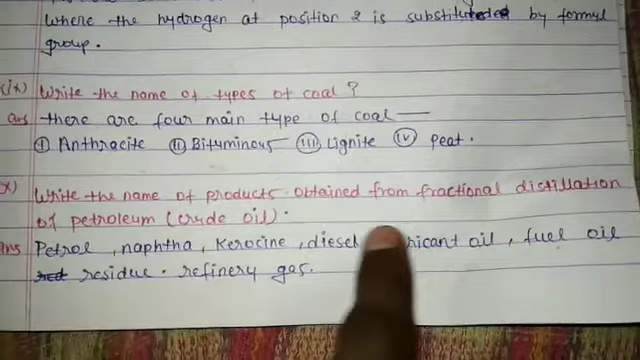 where the hydrogen at position 2 is substituted by formyl
group.
(ix) Write the name of types of coal ?
ans there are four main type of coal —
(i) Anthracite (ii) Bituminous (iii) Lignite (iv) peat.
(x) Write the name of products obtained from fractional distillation
of petroleum (crude oil).
Ans Petrol, naphtha, Kerocine, diesel oil, fuel oil
residue. refinery gas.